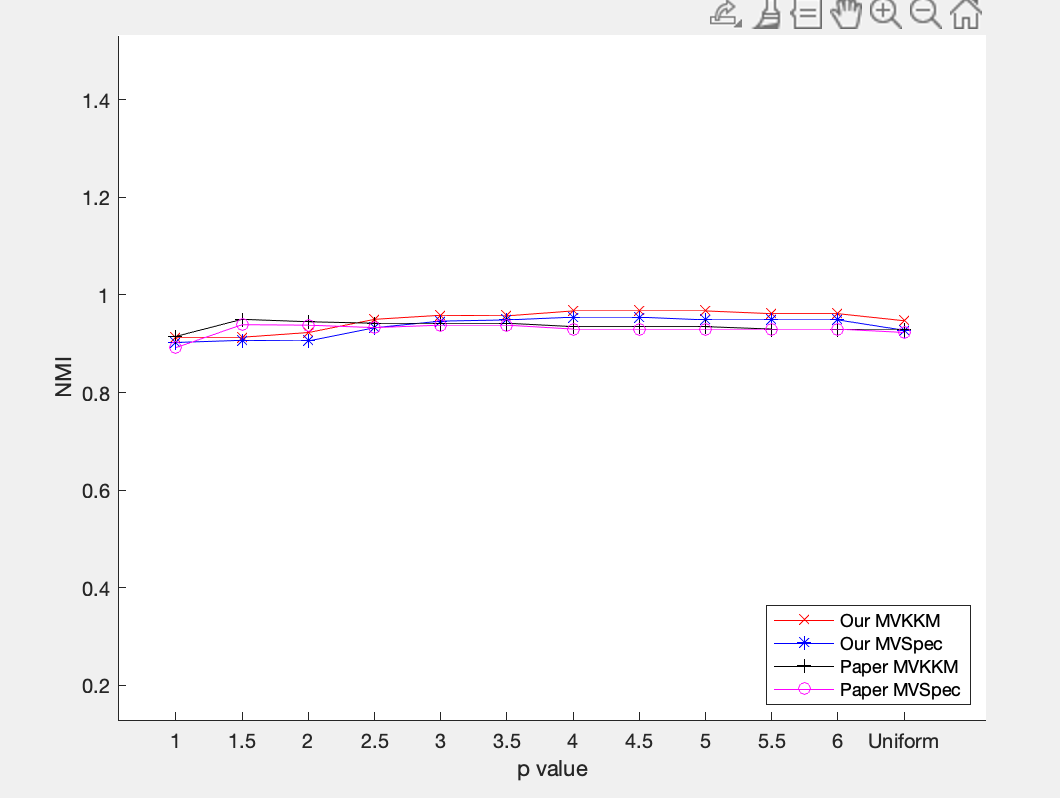 1.4
1.2
1
0.8
0.6
0.4
0.2
NMI
1 1.5 2 2.5 3 3.5 4 4.5 5 5.5 6 Uniform
p value
Our MVKKM
Our MVSpec
Paper MVKKM
Paper MVSpec